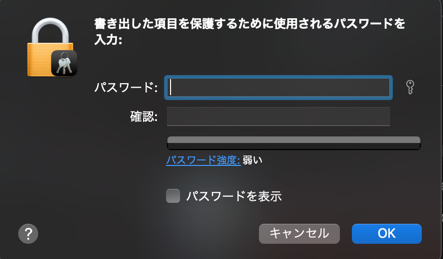 書き出した項目を保護するために使用されるパスワードを
入力:
パスワード:
確認:
パスワード強度: 弱い
パスワードを表示
? キャンセル OK